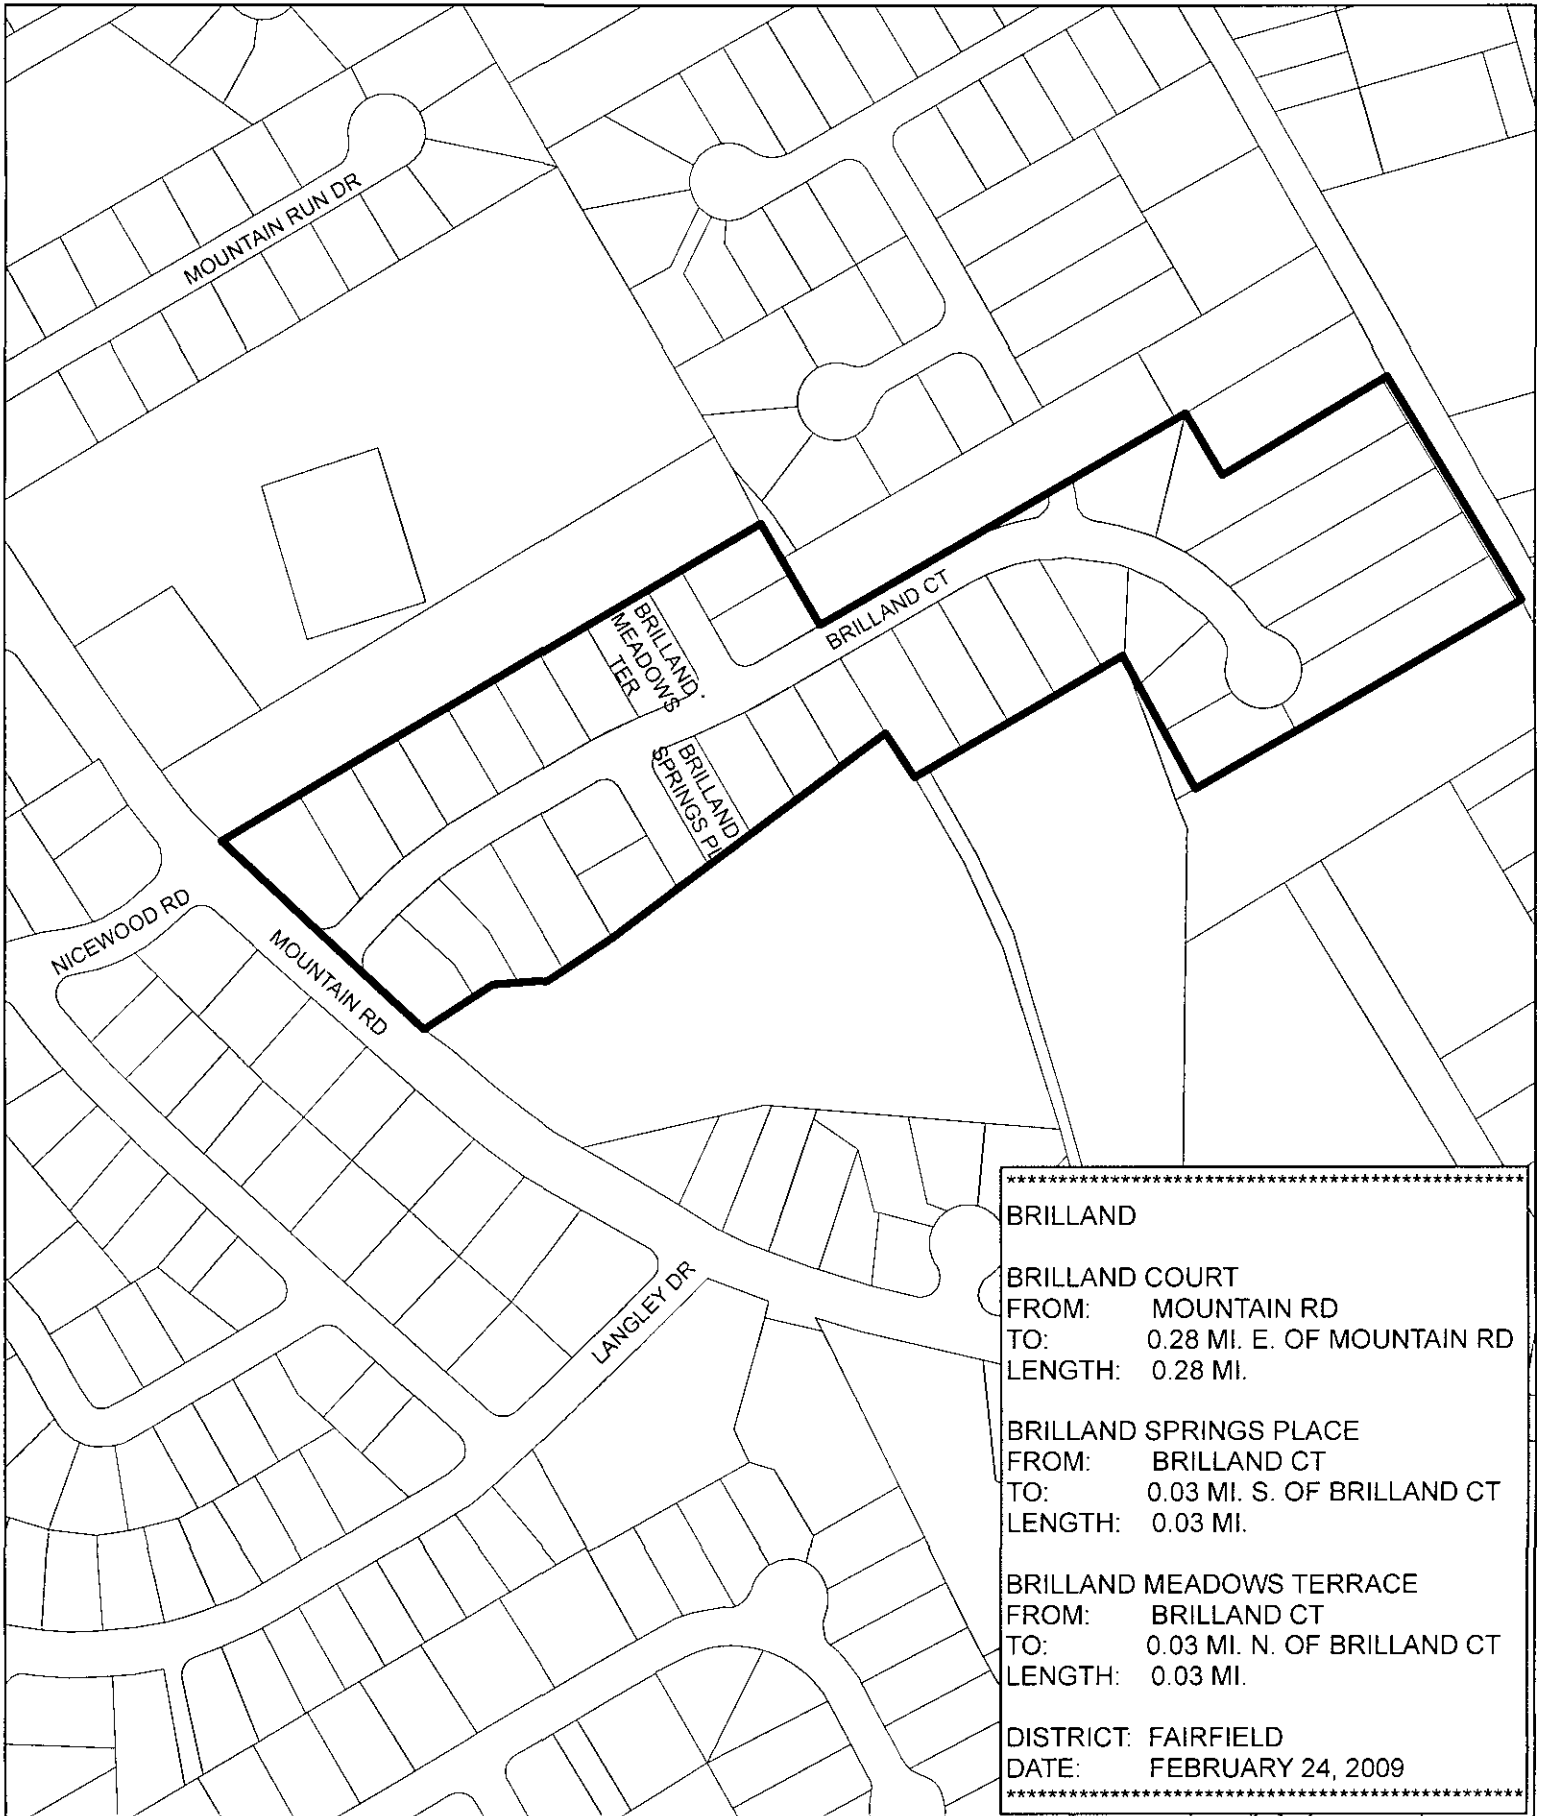 MOUNTAIN RUN DR
BRILLAND
MEADOWS
TER
BRILLAND CT
BRILLAND
SPRINGS PL
NICEWOOD RD
MOUNTAIN RD
LANGLEY DR
**************************************************
BRILLAND
BRILLAND COURT
FROM: MOUNTAIN RD
TO: 0.28 MI. E. OF MOUNTAIN RD
LENGTH: 0.28 MI.
BRILLAND SPRINGS PLACE
FROM: BRILLAND CT
TO: 0.03 MI. S. OF BRILLAND CT
LENGTH: 0.03 MI.
BRILLAND MEADOWS TERRACE
FROM: BRILLAND CT
TO: 0.03 MI. N. OF BRILLAND CT
LENGTH: 0.03 MI.
DISTRICT: FAIRFIELD
DATE: FEBRUARY 24, 2009
**************************************************